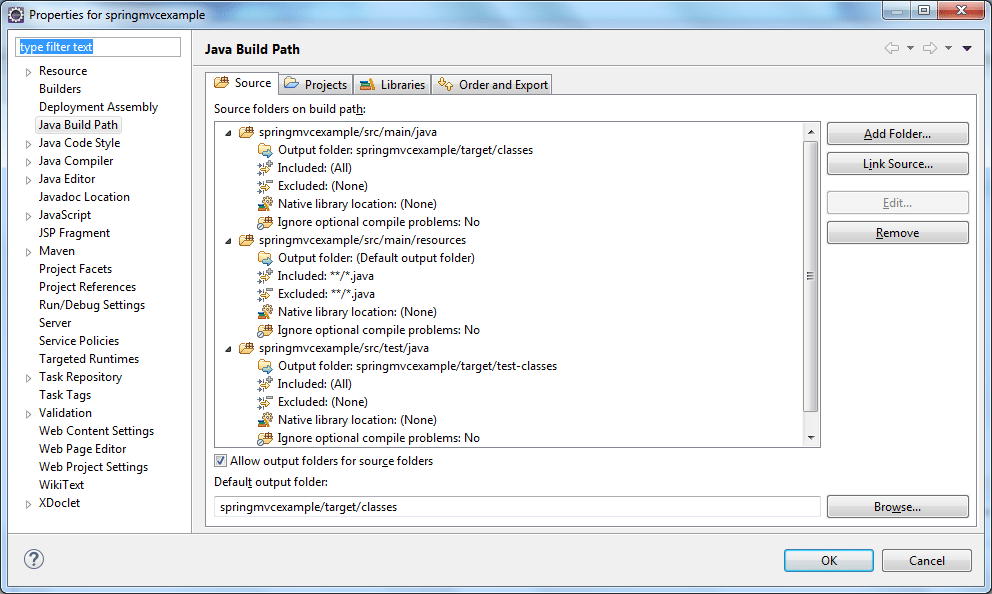 Properties for springmvcexample
type filter text
Resource
Builders
Deployment Assembly
Java Build Path
Java Code Style
Java Compiler
Java Editor
Javadoc Location
JavaScript
JSP Fragment
Maven
Project Facets
Project References
Run/Debug Settings
Server
Service Policies
Targeted Runtimes
Task Repository
Task Tags
Validation
Web Content Settings
Web Page Editor
Web Project Settings
WikiText
XDoclet
Java Build Path
Source
Projects
Libraries
Order and Export
Source folders on build path:
springmvcexample/src/main/java
Output folder: springmvcexample/target/classes
Included: (All)
Excluded: (None)
Native library location: (None)
Ignore optional compile problems: No
springmvcexample/src/main/resources
Output folder: (Default output folder)
Included: **/*.java
Excluded: **/*.java
Native library location: (None)
Ignore optional compile problems: No
springmvcexample/src/test/java
Output folder: springmvcexample/target/test-classes
Included: (All)
Excluded: (None)
Native library location: (None)
Ignore optional compile problems: No
Add Folder...
Link Source...
Edit...
Remove
Allow output folders for source folders
Default output folder:
springmvcexample/target/classes
Browse...
?
OK
Cancel